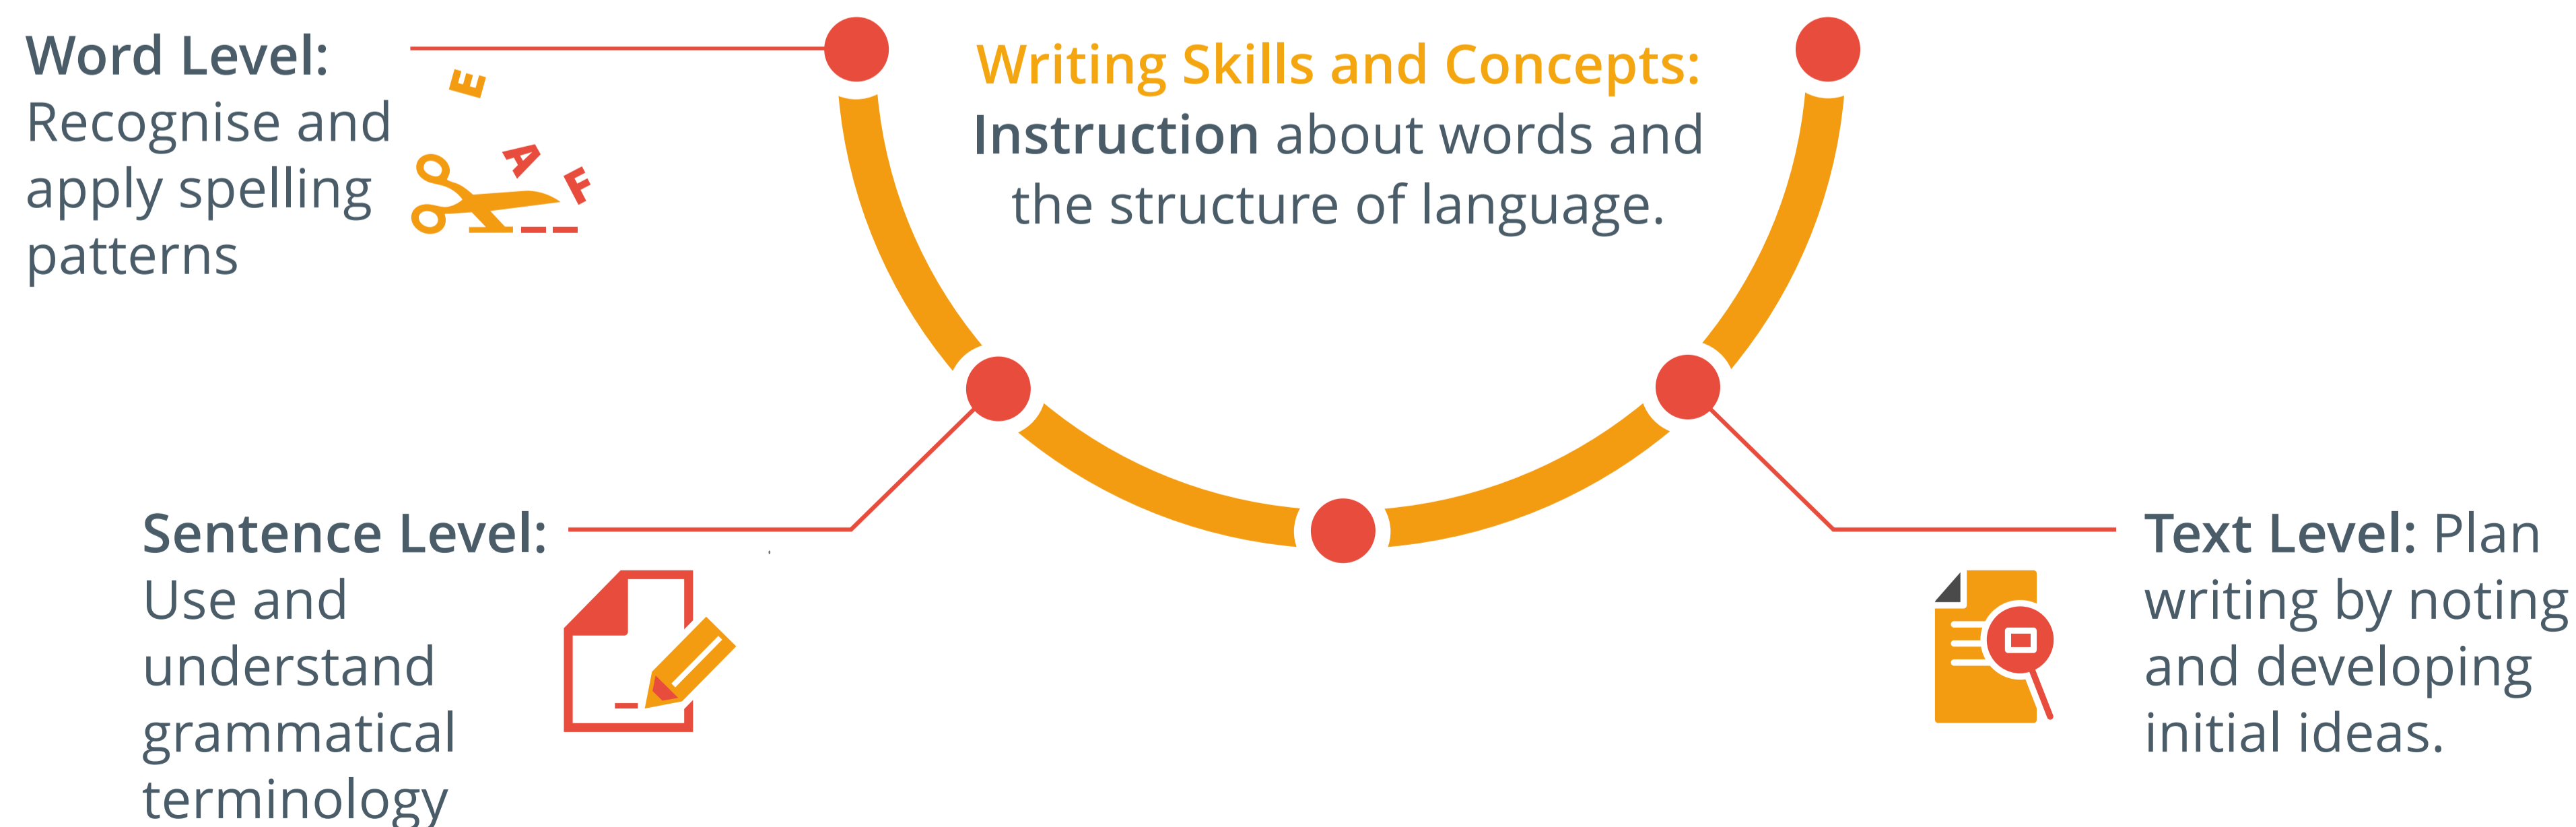 Word Level:
Recognise and
apply spelling
patterns
E
A
F
Writing Skills and Concepts:
Instruction about words and
the structure of language.
Sentence Level:
Use and
understand
grammatical
terminology
Text Level: Plan
writing by noting
and developing
initial ideas.